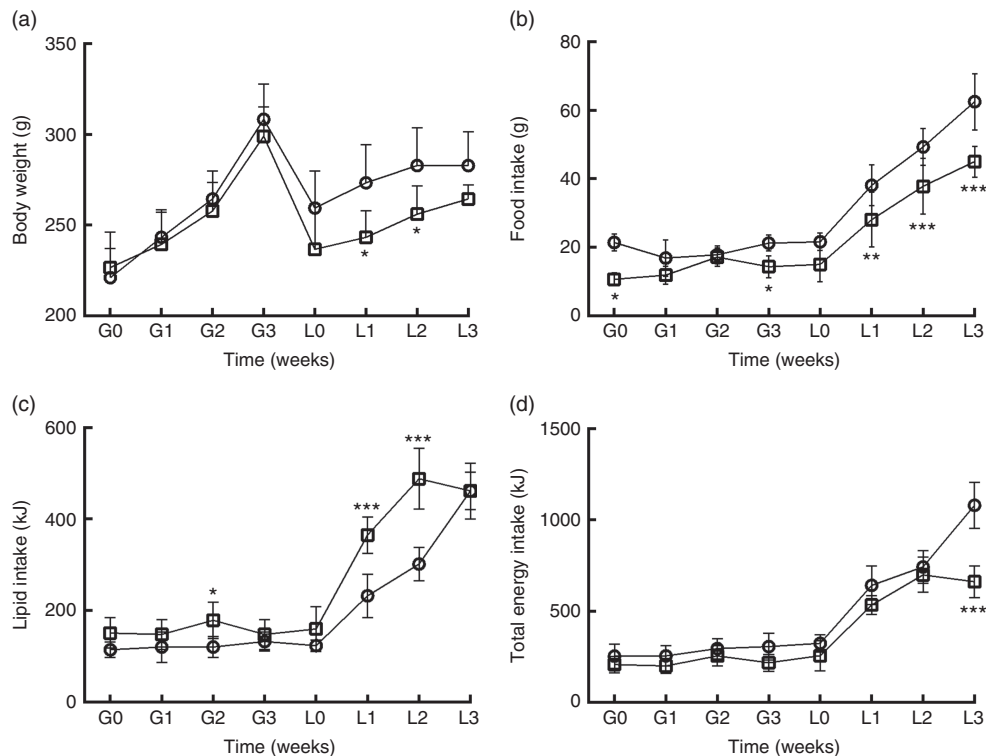 (a)
Body weight (g)
350
300
250
200
G0 G1 G2 G3 L0 L1 L2 L3
Time (weeks)
*
*
(b)
Food intake (g)
80
60
40
20
0
G0 G1 G2 G3 L0 L1 L2 L3
Time (weeks)
*
*
**
***
***
(c)
Lipid intake (kJ)
600
400
200
0
G0 G1 G2 G3 L0 L1 L2 L3
Time (weeks)
*
***
***
(d)
Total energy intake (kJ)
1500
1000
500
0
G0 G1 G2 G3 L0 L1 L2 L3
Time (weeks)
***